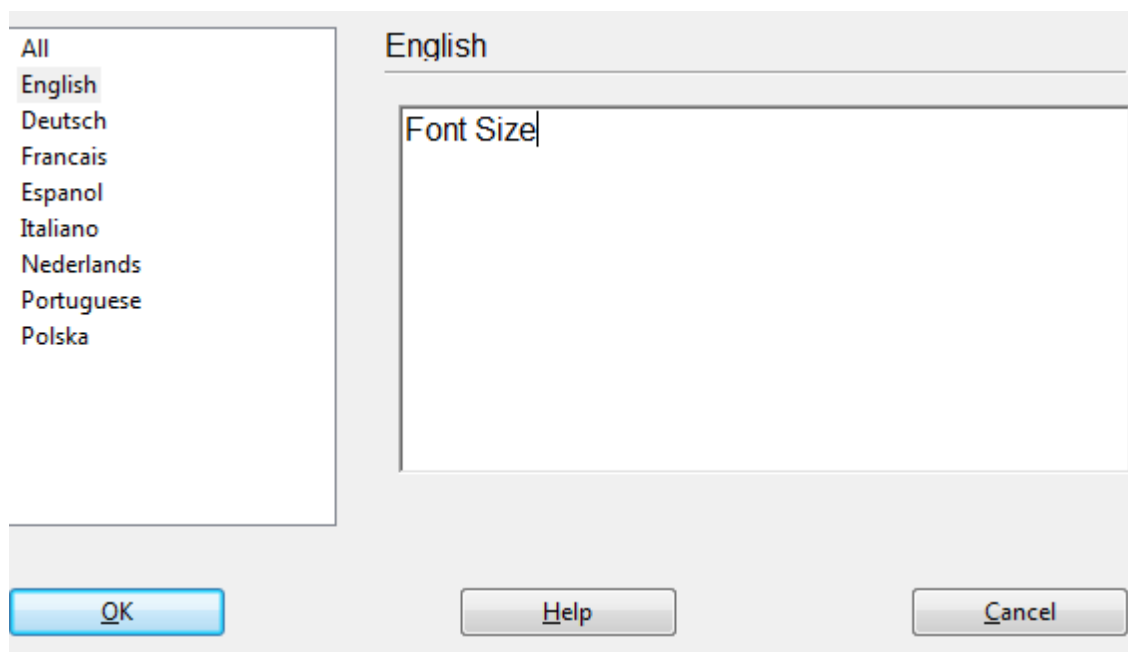 All
English
Deutsch
Francais
Espanol
Italiano
Nederlands
Portuguese
Polska
English
Font Size
OK
Help
Cancel